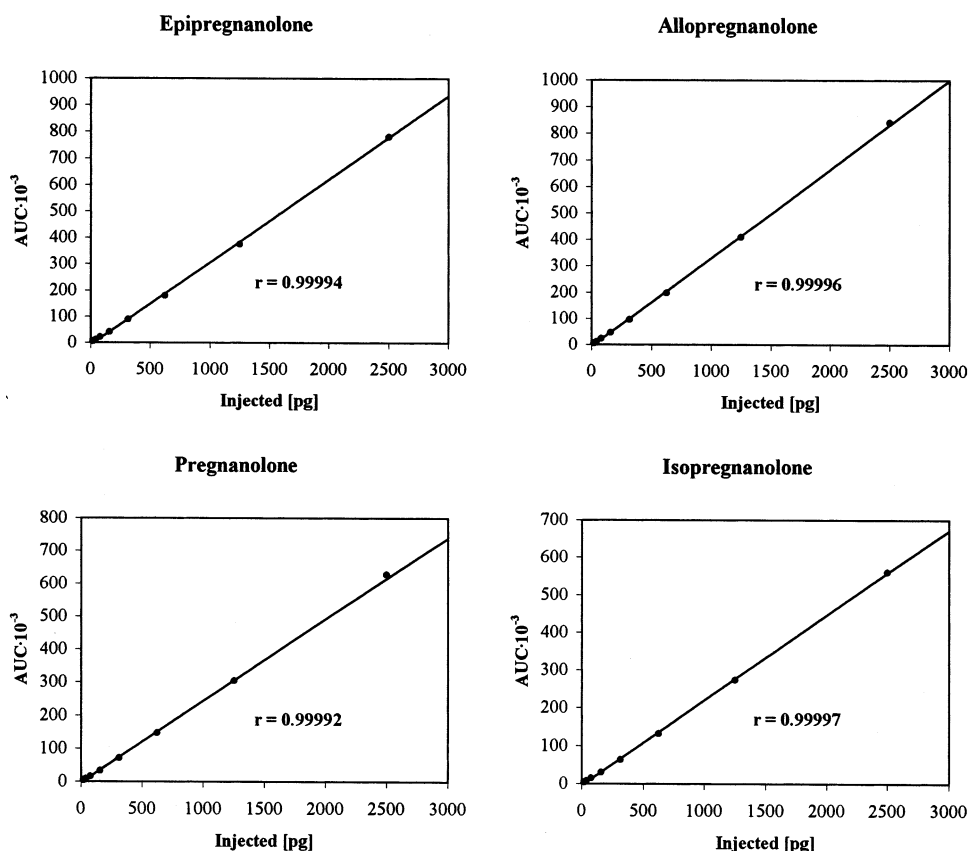 Epipregnanolone
1000
900
800
700
600
500
400
300
200
100
0
AUC·10⁻³
r = 0.99994
0 500 1000 1500 2000 2500 3000
Injected [pg]
Allopregnanolone
1000
900
800
700
600
500
400
300
200
100
0
AUC·10⁻³
r = 0.99996
0 500 1000 1500 2000 2500 3000
Injected [pg]
Pregnanolone
800
700
600
500
400
300
200
100
0
AUC·10⁻³
r = 0.99992
0 500 1000 1500 2000 2500 3000
Injected [pg]
Isopregnanolone
700
600
500
400
300
200
100
0
AUC·10⁻³
r = 0.99997
0 500 1000 1500 2000 2500 3000
Injected [pg]